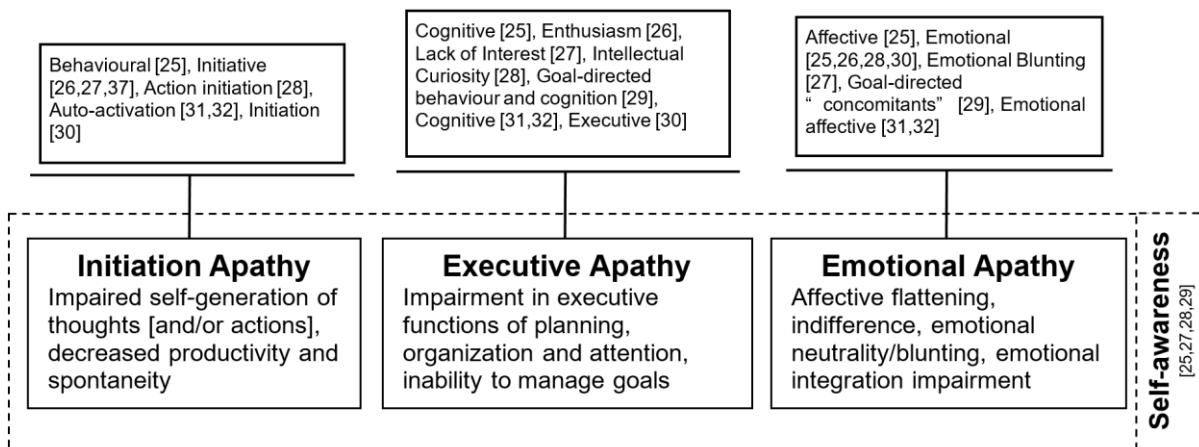 Behavioural [25], Initiative
[26,27,37], Action initiation [28],
Auto-activation [31,32], Initiation
[30]
Cognitive [25], Enthusiasm [26],
Lack of Interest [27], Intellectual
Curiosity [28], Goal-directed
behaviour and cognition [29],
Cognitive [31,32], Executive [30]
Affective [25], Emotional
[25,26,28,30], Emotional Blunting
[27], Goal-directed
“ concomitants” [29], Emotional
affective [31,32]
Initiation Apathy
Impaired self-generation of
thoughts [and/or actions],
decreased productivity and
spontaneity
Executive Apathy
Impairment in executive
functions of planning,
organization and attention,
inability to manage goals
Emotional Apathy
Affective flattening,
indifference, emotional
neutrality/blunting, emotional
integration impairment
Self-awareness
[25,27,28,29]